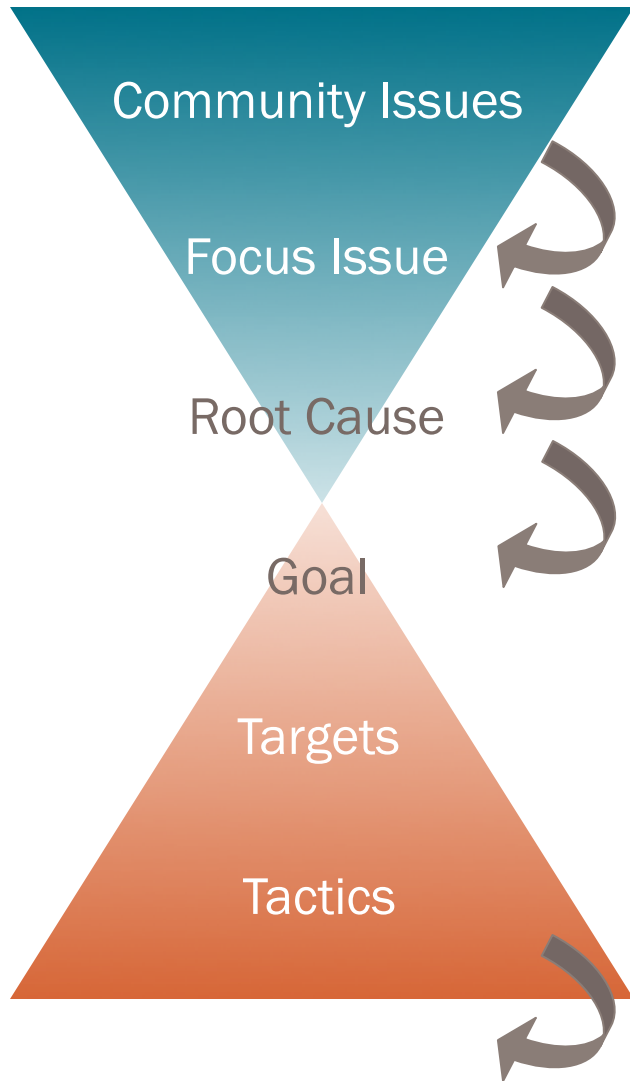 Community Issues
Focus Issue
Root Cause
Goal
Targets
Tactics